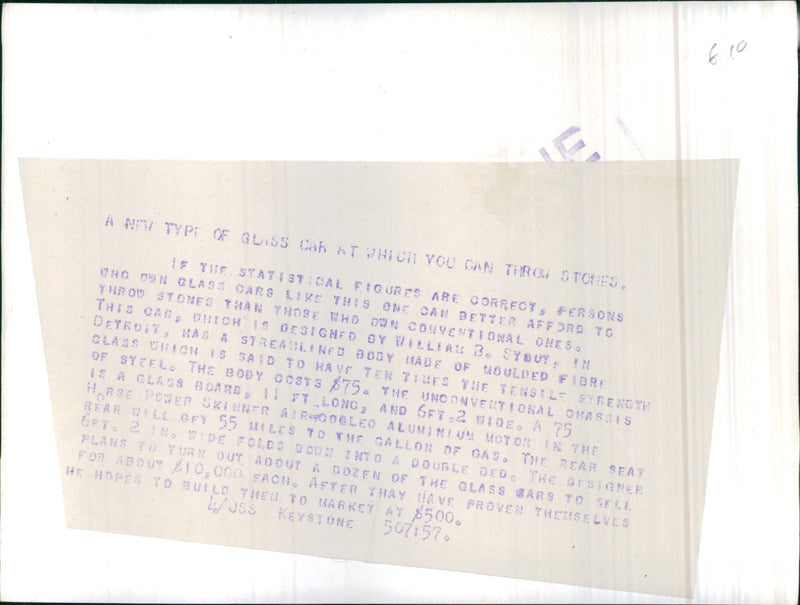 6 10
NE
A NEW TYPE OF GLASS CAR AT WHICH YOU CAN THROW STONES.
IF THE STATISTICAL FIGURES ARE CORRECT, PERSONS
WHO OWN GLASS CARS LIKE THIS ONE CAN BETTER AFFORD TO
THROW STONES THAN THOSE WHO OWN CONVENTIONAL ONES.
THIS CAR, WHICH IS DESIGNED BY WILLIAM B. STOUT, IN
DETROIT, HAS A STREAMLINED BODY MADE OF MOULDED FIBRE
GLASS WHICH IS SAID TO HAVE TEN TIMES THE TENSILE STRENGTH
OF STEEL. THE BODY COSTS $75. THE UNCONVENTIONAL CHASSIS
IS A GLASS BOARD, 11 FT LONG, AND 6FT.2 WIDE. A 75
HORSE POWER SKINNER AIR-COOLED ALUMINIUM MOTOR IN THE
REAR WILL GET 55 MILES TO THE GALLON OF GAS. THE REAR SEAT
6FT. 2 IN. WIDE FOLDS DOWN INTO A DOUBLE BED. THE DESIGNER
PLANS TO TURN OUT ABOUT A DOZEN OF THE GLASS CARS TO SELL
FOR ABOUT $10,000 EACH. AFTER THAY HAVE PROVEN THEMSELVES
HE HOPES TO BUILD THEM TO MARKET AT $500.
4/JSS KEYSTONE 507:57.